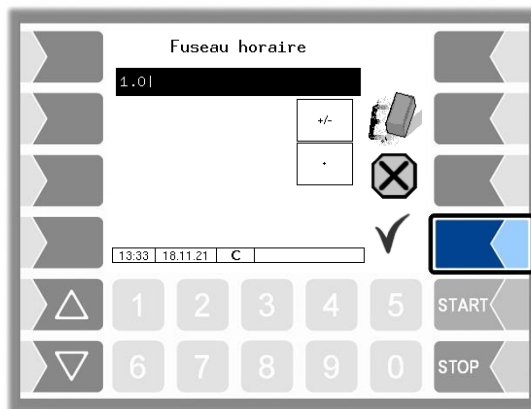 Fuseau horaire
1.0|
+/-
.
13:33 18.11.21 C
1 2 3 4 5 START
6 7 8 9 0 STOP